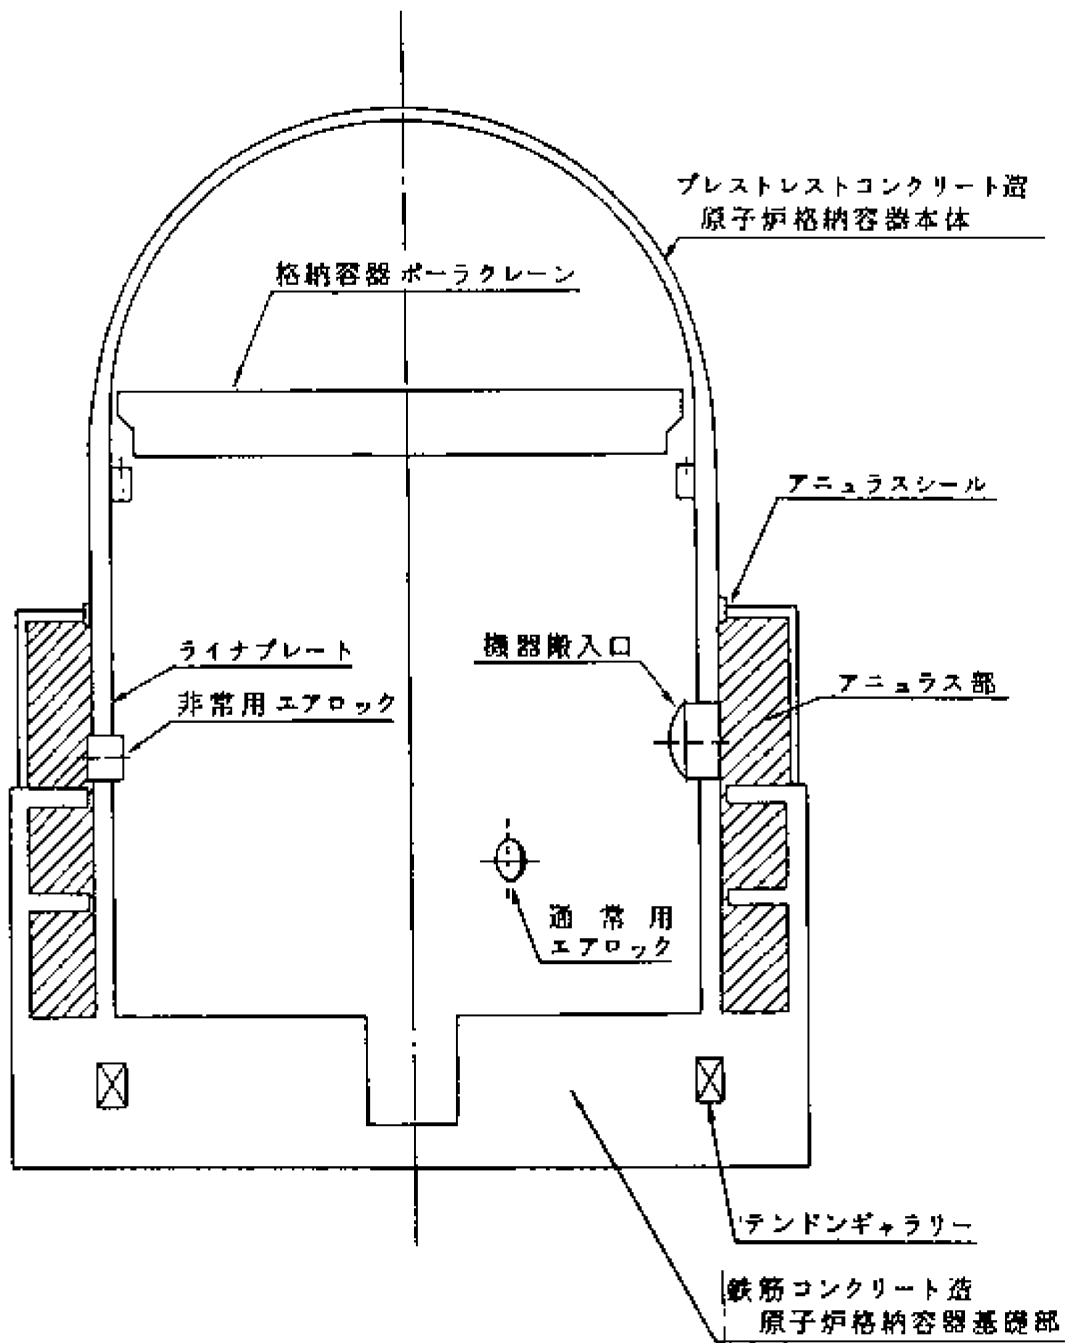 プレストレストコンクリート造
原子炉格納容器本体
格納容器ポーラクレーン
アニュラスシール
ライナプレート
機器搬入口
アニュラス部
非常用エアロック
通常用
エアロック
テンドンギャラリー
鉄筋コンクリート造
原子炉格納容器基礎部